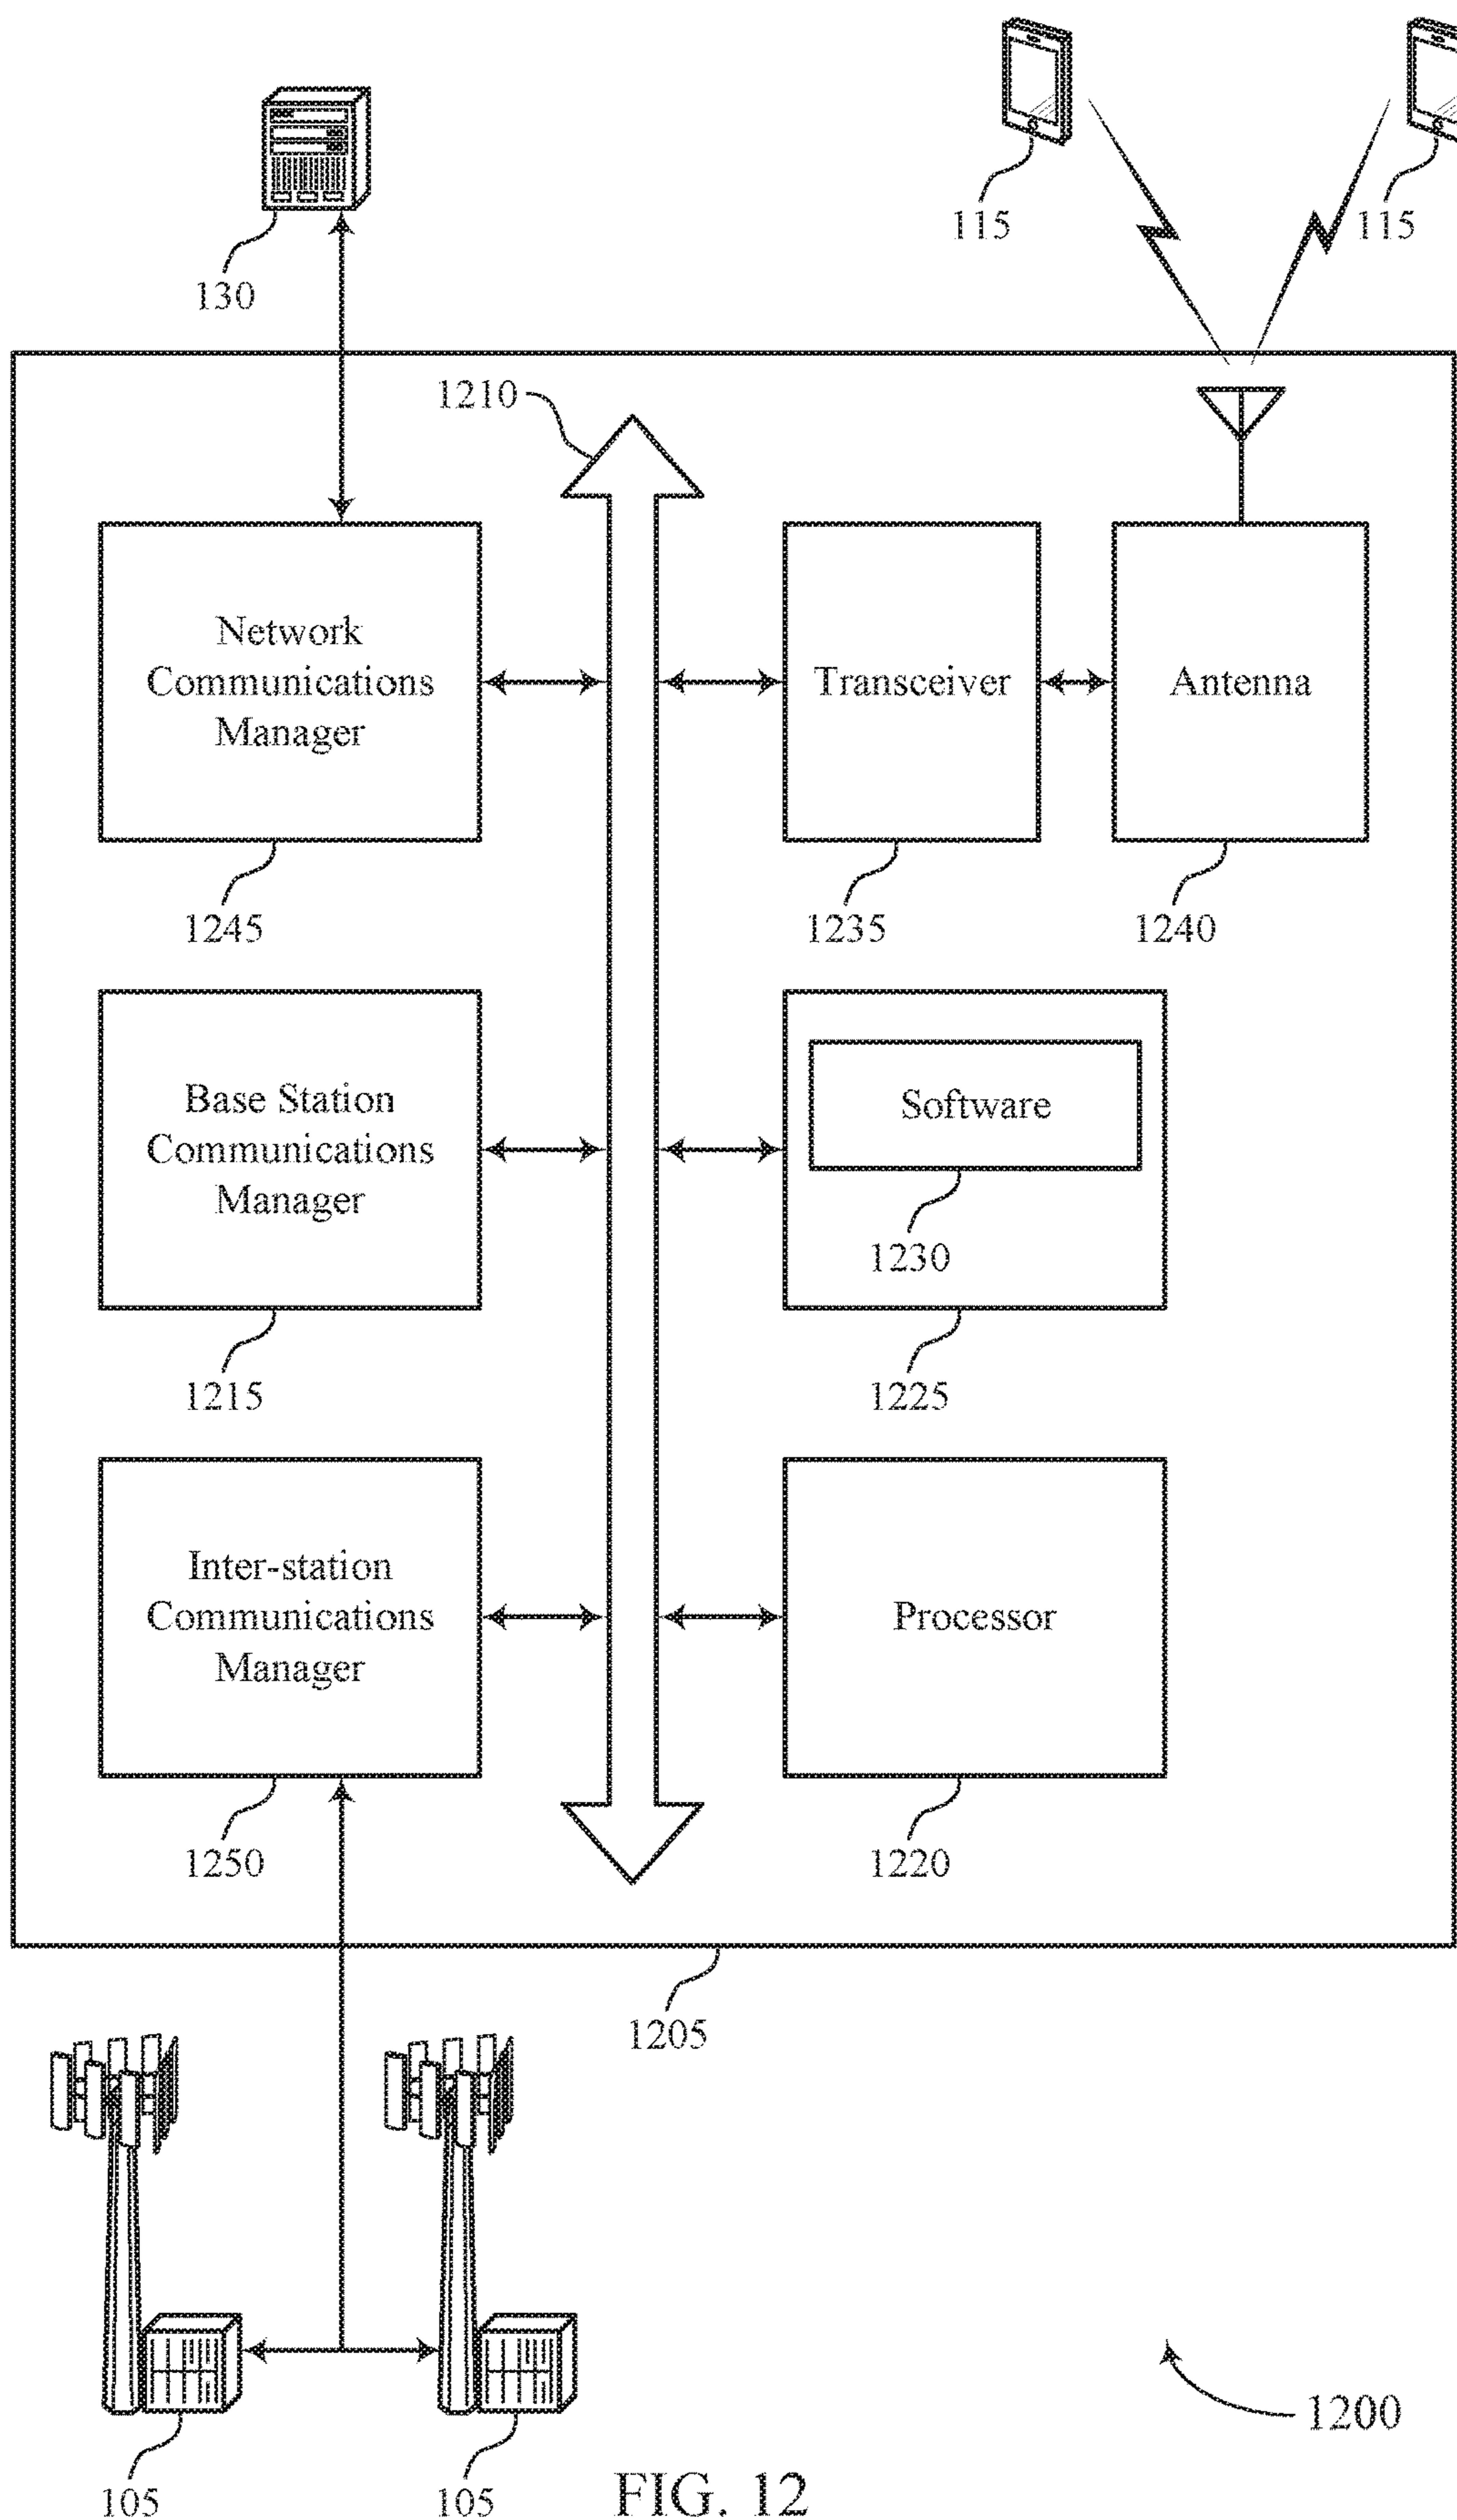 115
115
130
1210
Network
Communications
Manager
Transceiver
Antenna
1245
1235
1240
Base Station
Communications
Manager
Software
1230
1215
1225
Inter-station
Communications
Manager
Processor
1250
1220
1205
1200
105
105
FIG. 12